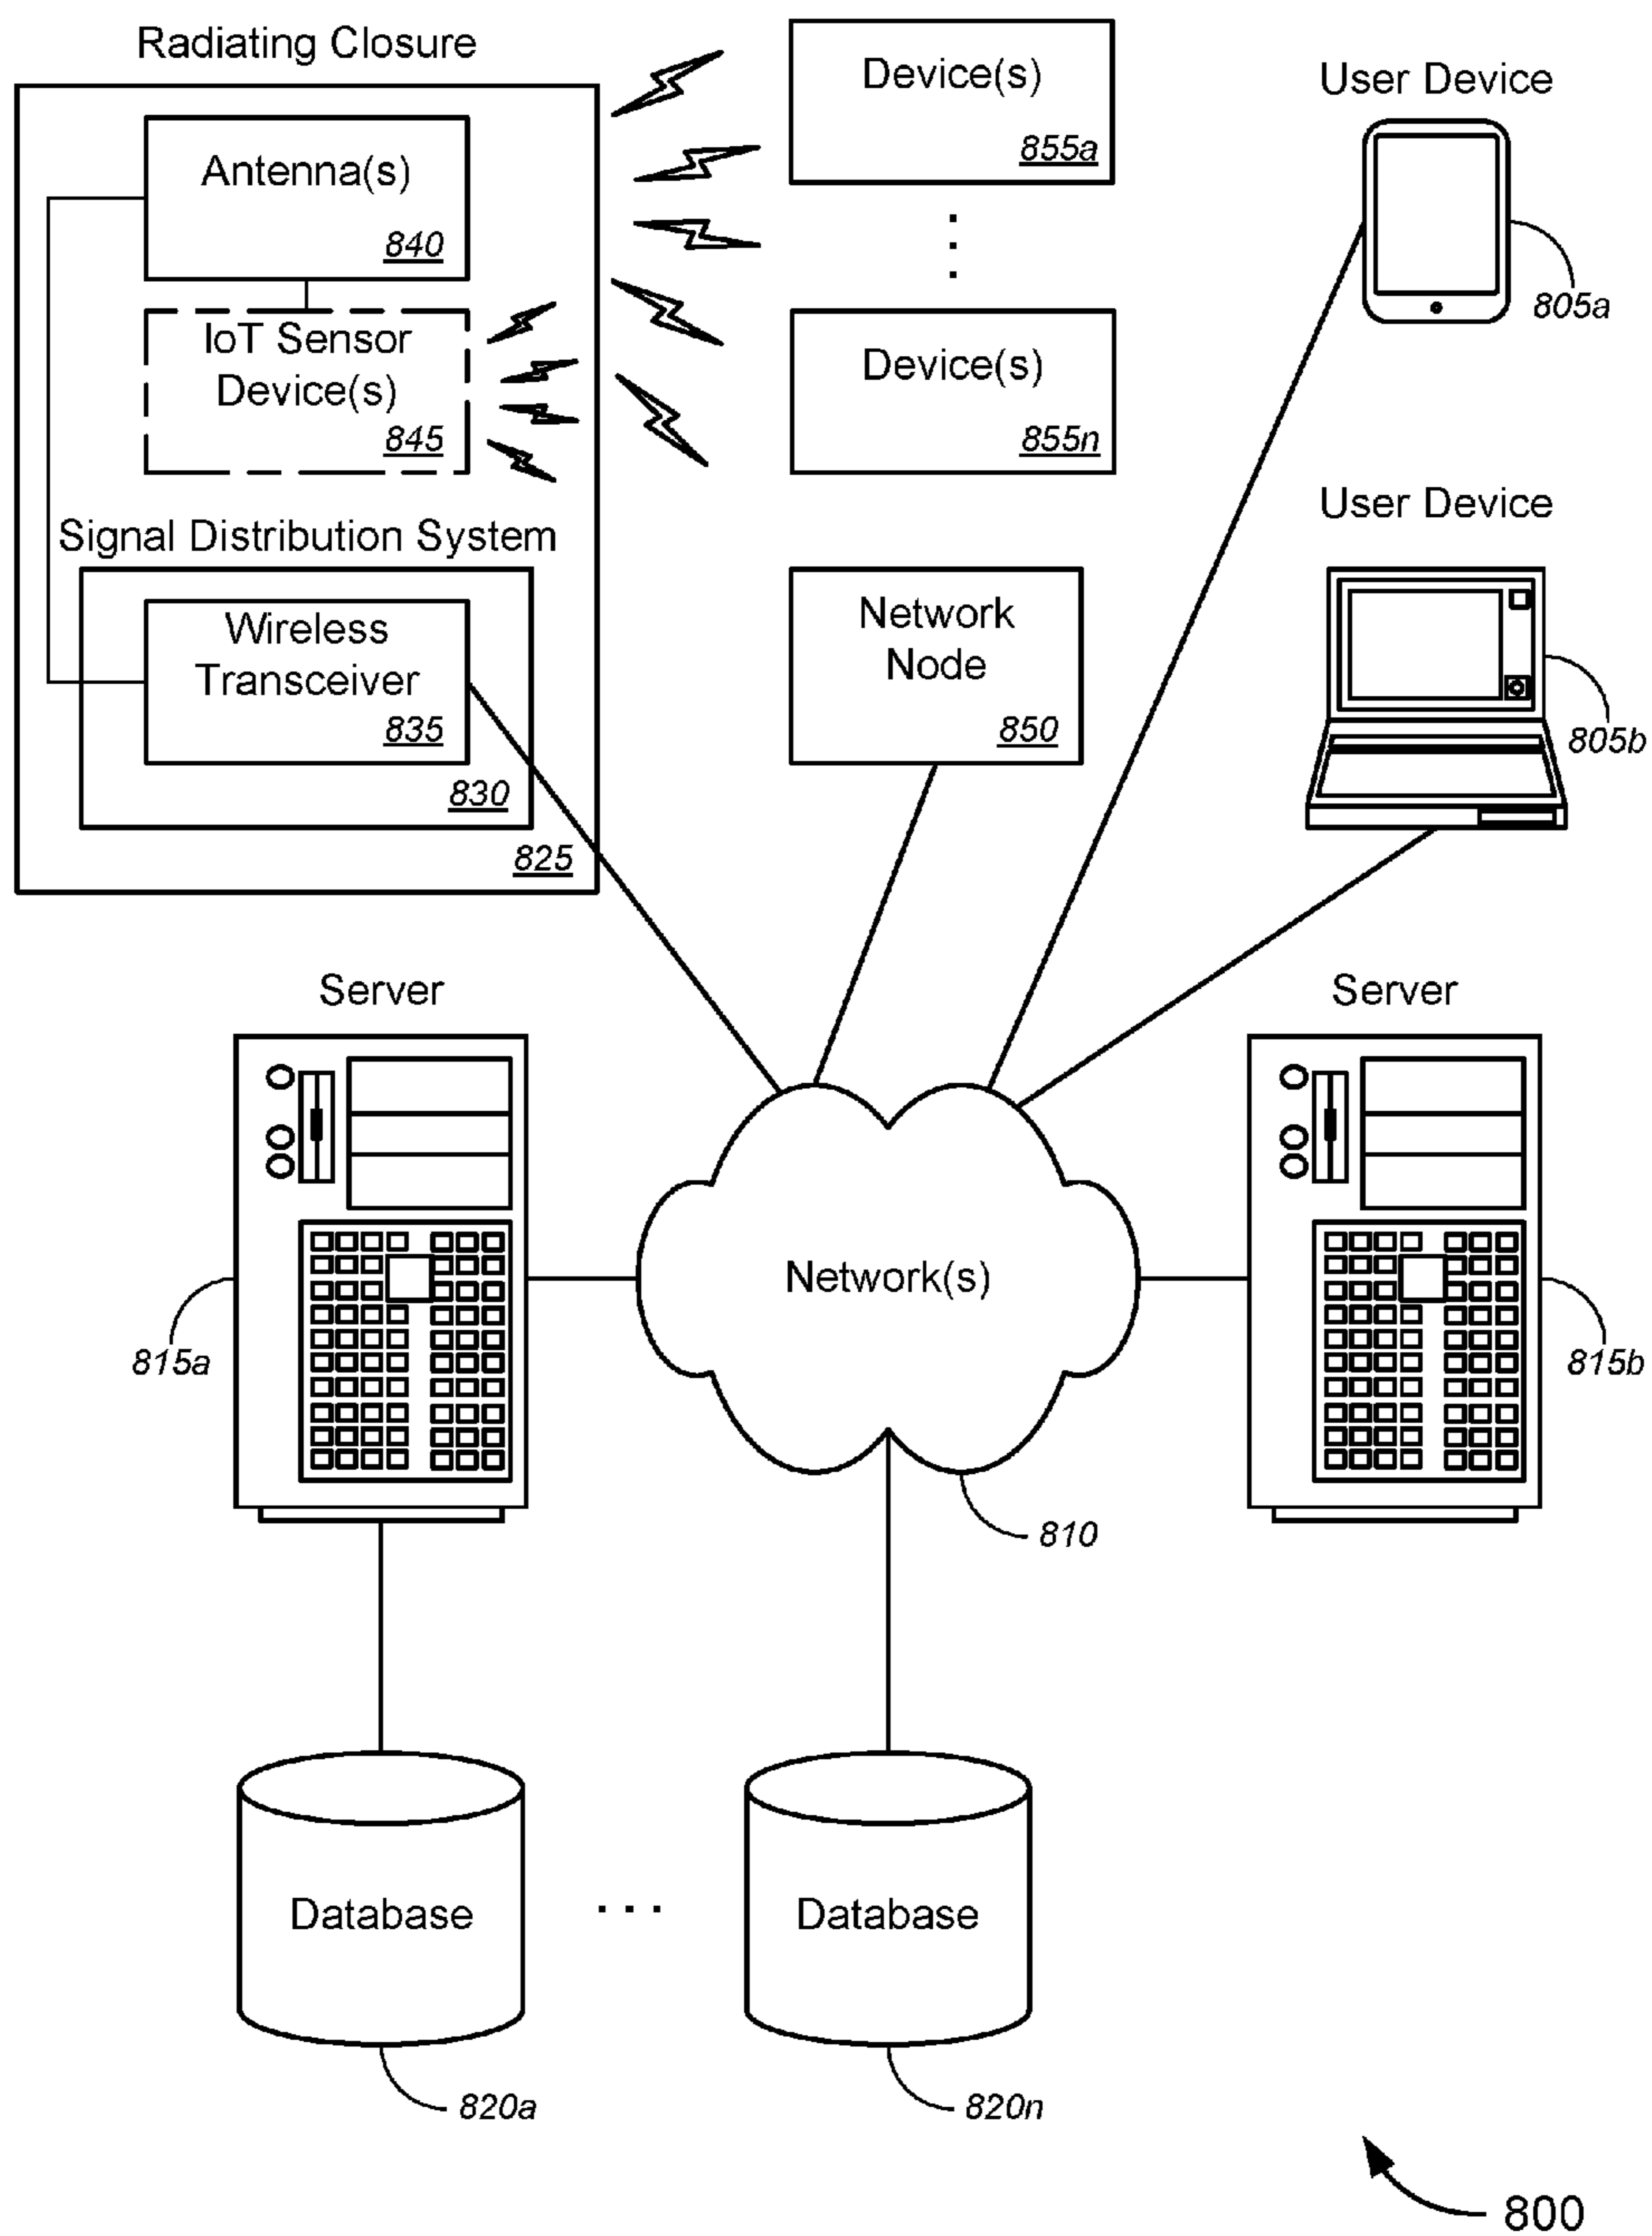 Radiating Closure
Antenna(s)
840
IoT Sensor
Device(s)
845
Signal Distribution System
Wireless
Transceiver
835
830
825
Device(s)
855a
Device(s)
855n
Network
Node
850
User Device
805a
User Device
805b
Server
815a
Network(s)
810
Server
815b
Database
820a
. . .
Database
820n
800